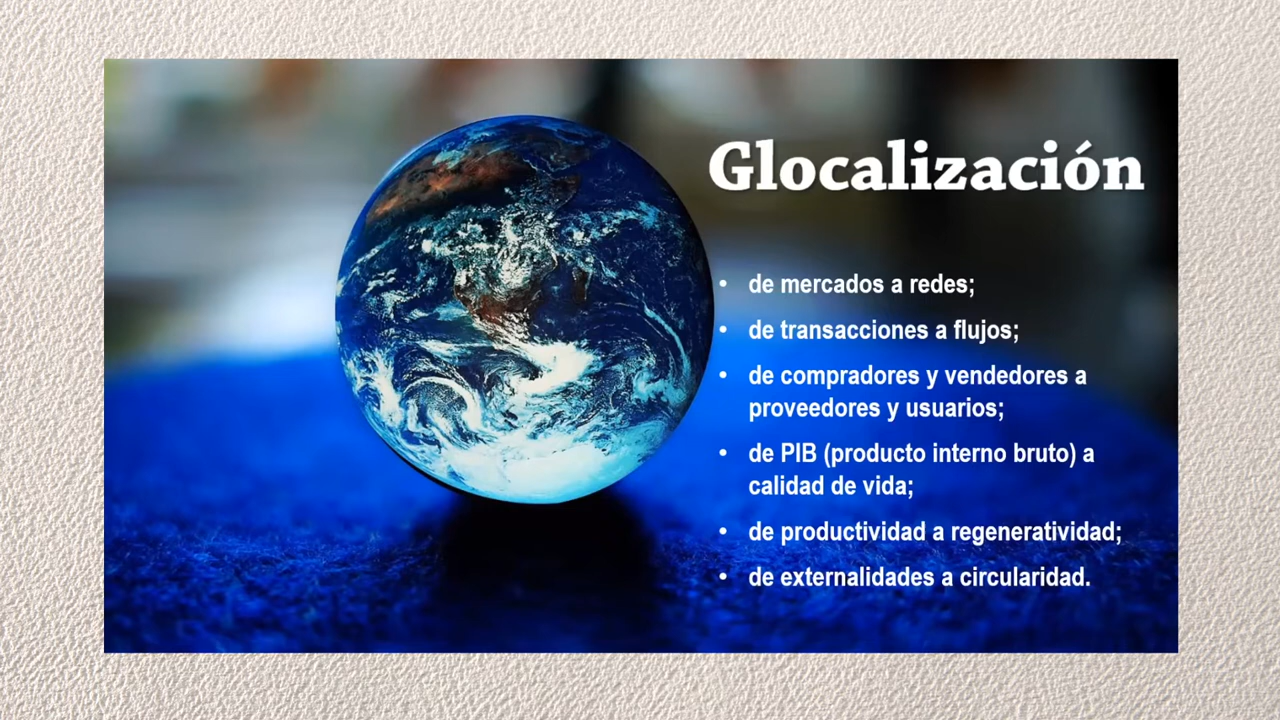 Glocalización
• de mercados a redes;
• de transacciones a flujos;
• de compradores y vendedores a
proveedores y usuarios;
• de PIB (producto interno bruto) a
calidad de vida;
• de productividad a regeneratividad;
• de externalidades a circularidad.